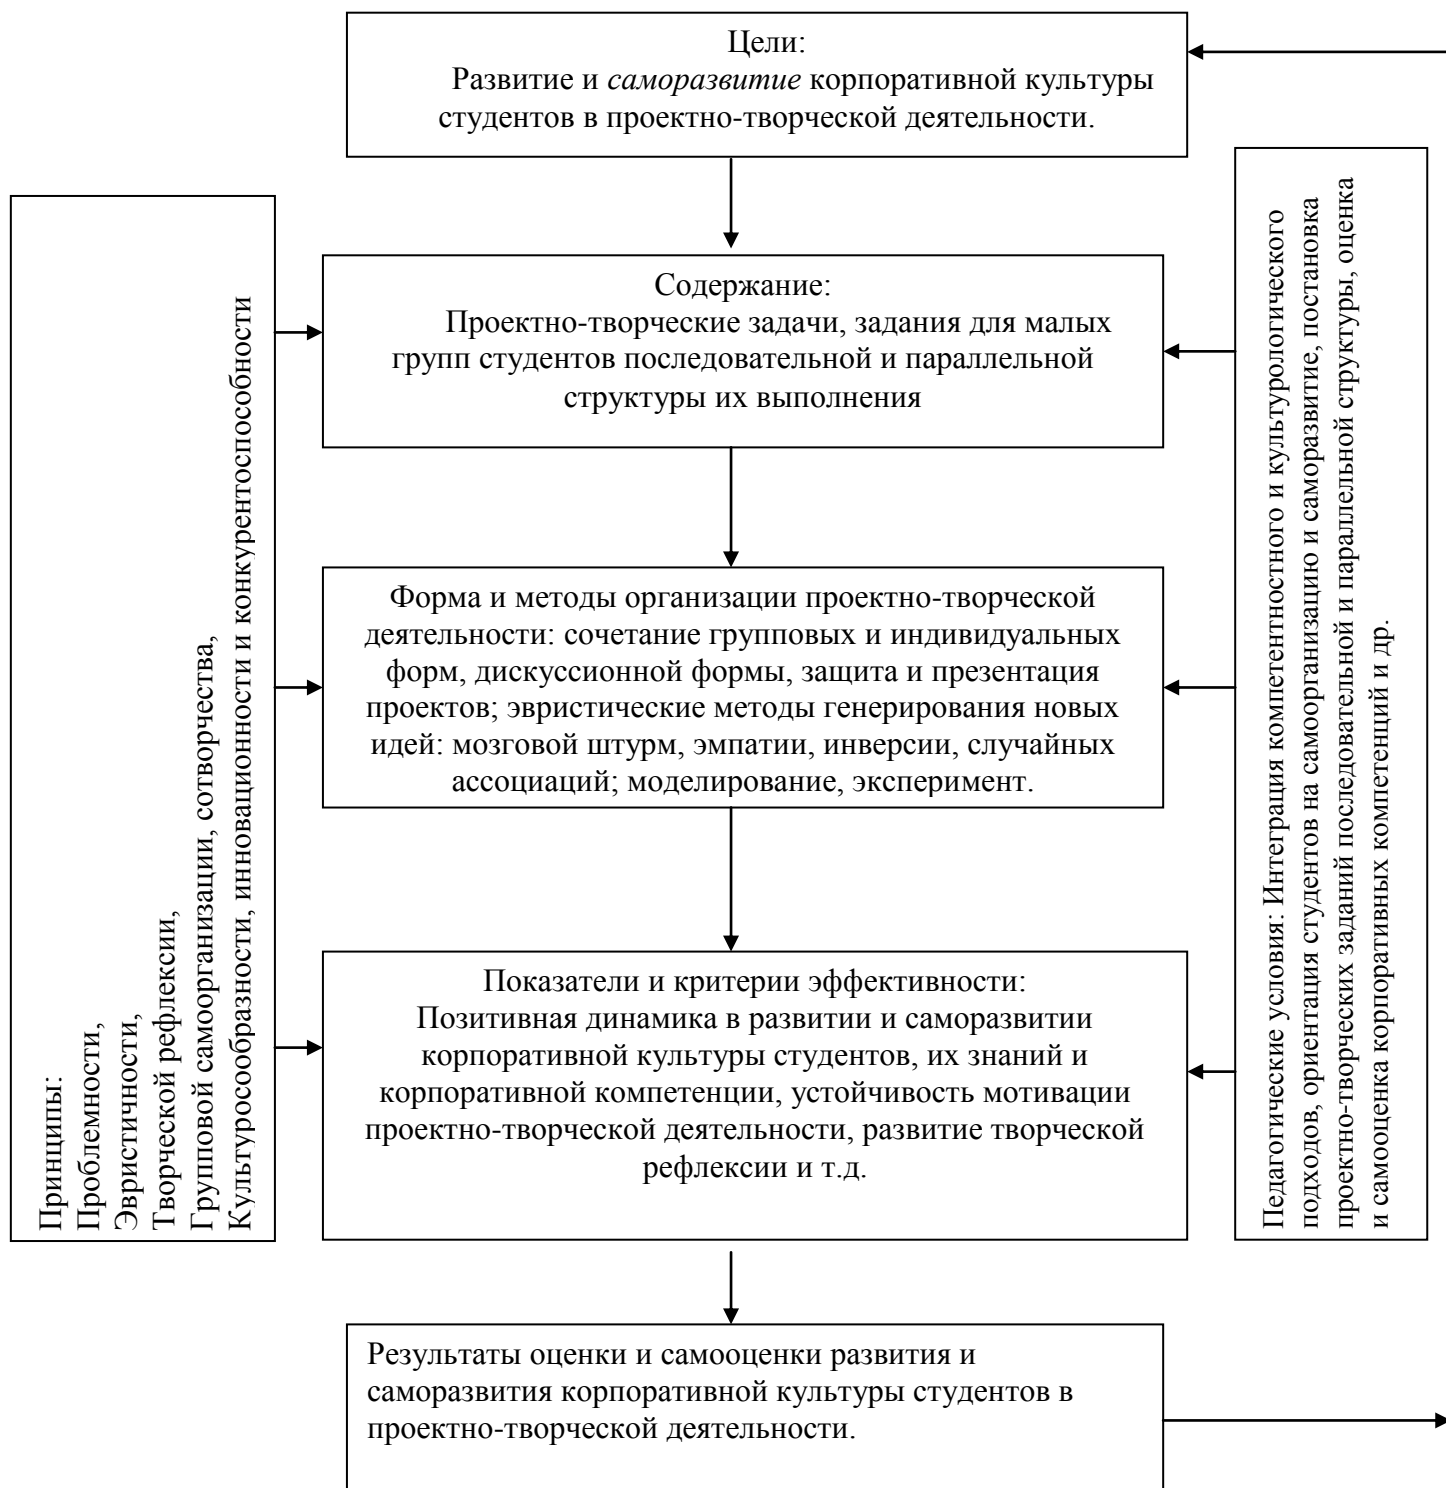 Цели:
Развитие и саморазвитие корпоративной культуры
студентов в проектно-творческой деятельности.
Принципы:
Проблемности,
Эвристичности,
Творческой рефлексии,
Групповой самоорганизации, сотворчества,
Культуросообразности, инновационности и конкурентоспособности
Содержание:
Проектно-творческие задачи, задания для малых
групп студентов последовательной и параллельной
структуры их выполнения
Форма и методы организации проектно-творческой
деятельности: сочетание групповых и индивидуальных
форм, дискуссионной формы, защита и презентация
проектов; эвристические методы генерирования новых
идей: мозговой штурм, эмпатии, инверсии, случайных
ассоциаций; моделирование, эксперимент.
Показатели и критерии эффективности:
Позитивная динамика в развитии и саморазвитии
корпоративной культуры студентов, их знаний и
корпоративной компетенции, устойчивость мотивации
проектно-творческой деятельности, развитие творческой
рефлексии и т.д.
Педагогические условия: Интеграция компетентностного и культурологического
подходов, ориентация студентов на самоорганизацию и саморазвитие, постановка
проектно-творческих заданий последовательной и параллельной структуры, оценка
и самооценка корпоративных компетенций и др.
Результаты оценки и самооценки развития и
саморазвития корпоративной культуры студентов в
проектно-творческой деятельности.